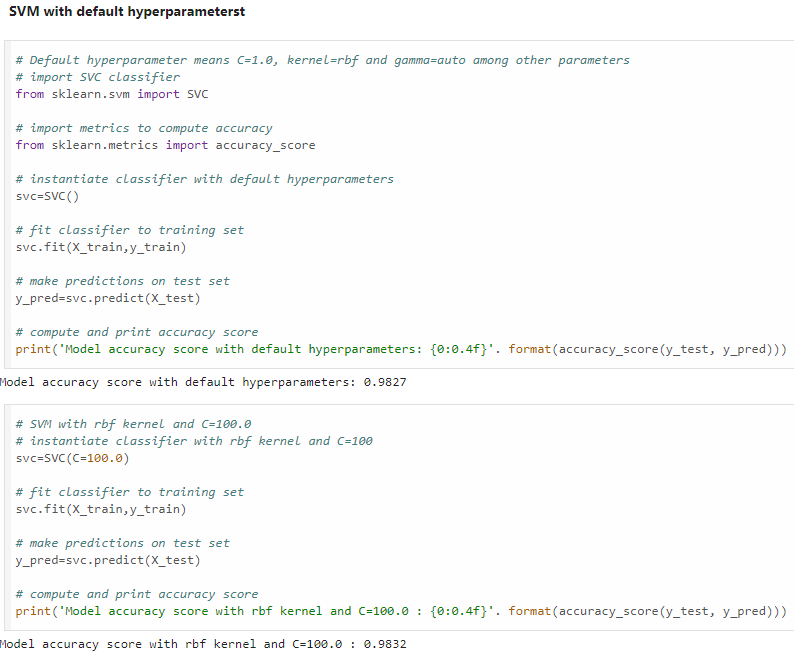 SVM with default hyperparameterst
# Default hyperparameter means C=1.0, kernel=rbf and gamma=auto among other parameters
# import SVC classifier
from sklearn.svm import SVC
# import metrics to compute accuracy
from sklearn.metrics import accuracy_score
# instantiate classifier with default hyperparameters
svc=SVC()
# fit classifier to training set
svc.fit(X_train,y_train)
# make predictions on test set
y_pred=svc.predict(X_test)
# compute and print accuracy score
print('Model accuracy score with default hyperparameters: {0:0.4f}'. format(accuracy_score(y_test, y_pred)))
Model accuracy score with default hyperparameters: 0.9827
# SVM with rbf kernel and C=100.0
# instantiate classifier with rbf kernel and C=100
svc=SVC(C=100.0)
# fit classifier to training set
svc.fit(X_train,y_train)
# make predictions on test set
y_pred=svc.predict(X_test)
# compute and print accuracy score
print('Model accuracy score with rbf kernel and C=100.0 : {0:0.4f}'. format(accuracy_score(y_test, y_pred)))
Model accuracy score with rbf kernel and C=100.0 : 0.9832